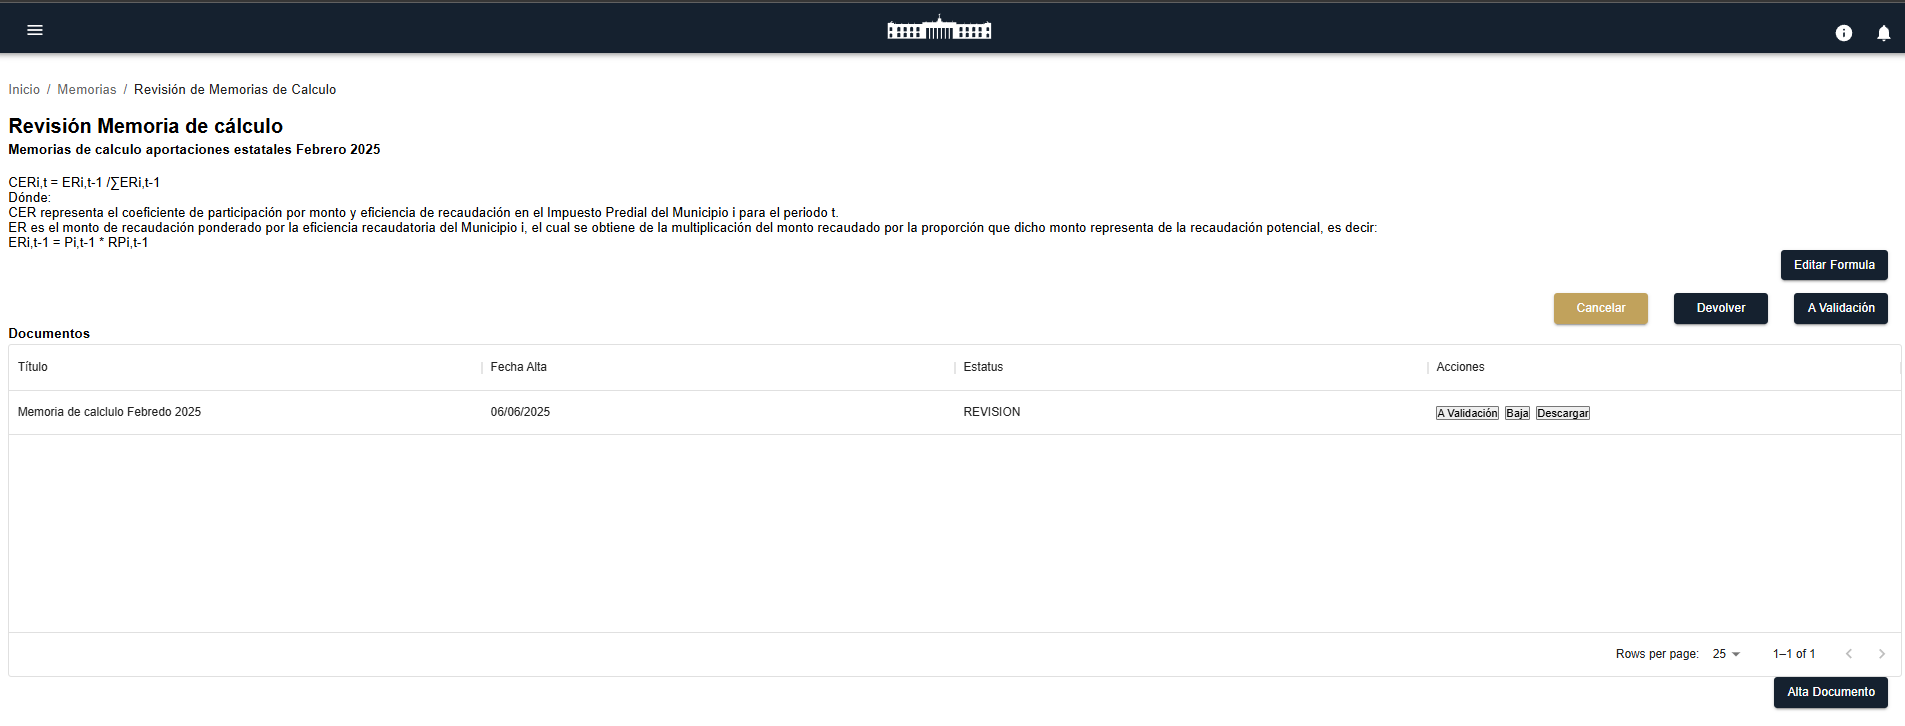 Inicio / Memorias / Revisión de Memorias de Calculo
Revisión Memoria de cálculo
Memorias de calculo aportaciones estatales Febrero 2025
CERi,t = ERi,t-1 /∑ERi,t-1
Dónde:
CER representa el coeficiente de participación por monto y eficiencia de recaudación en el Impuesto Predial del Municipio i para el periodo t.
ER es el monto de recaudación ponderado por la eficiencia recaudatoria del Municipio i, el cual se obtiene de la multiplicación del monto recaudado por la proporción que dicho monto representa de la recaudación potencial, es decir:
ERi,t-1 = Pi,t-1 * RPi,t-1
Editar Formula
Cancelar Devolver A Validación
Documentos
Título Fecha Alta Estatus Acciones
Memoria de calclulo Febredo 2025 06/06/2025 REVISION A Validación Baja Descargar
Rows per page: 25 1–1 of 1
Alta Documento